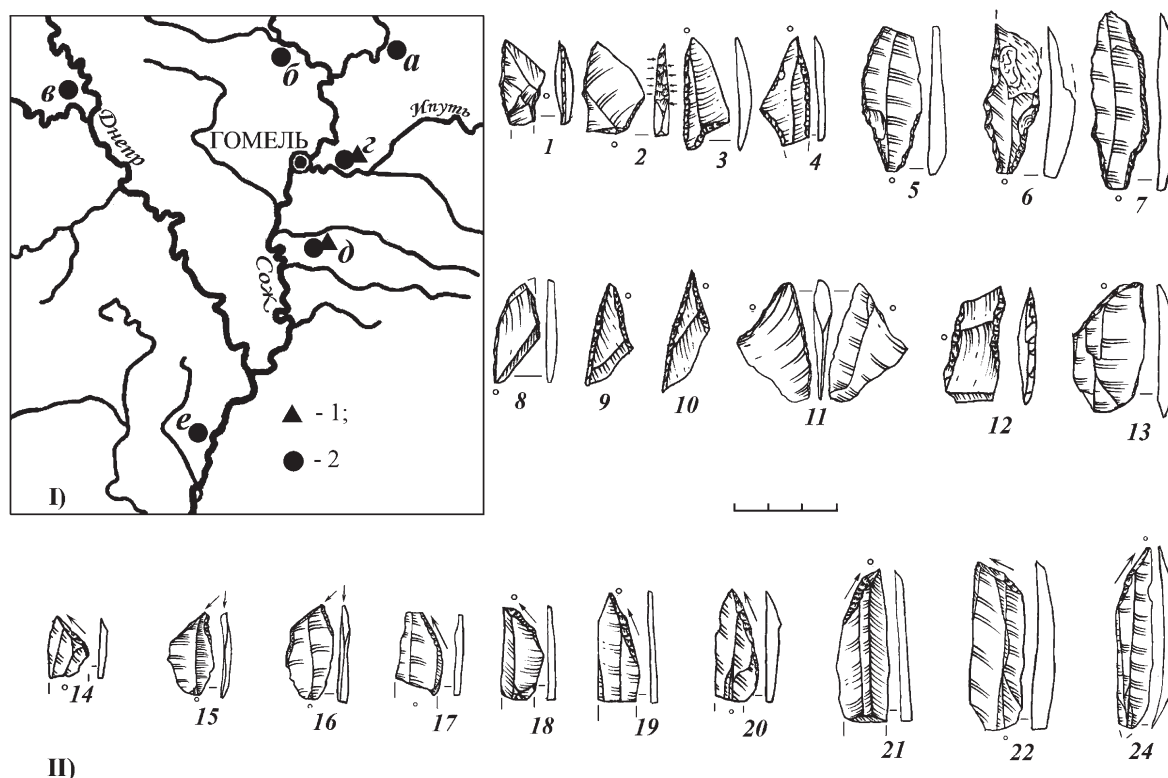 а
б
в
Днепр
Ипуть
ГОМЕЛЬ
г
д
Сож
е
- 1;
- 2
I)
1 2 3 4 5 6 7
8 9 10 11 12 13
14 15 16 17 18 19 20 21 22 24
II)